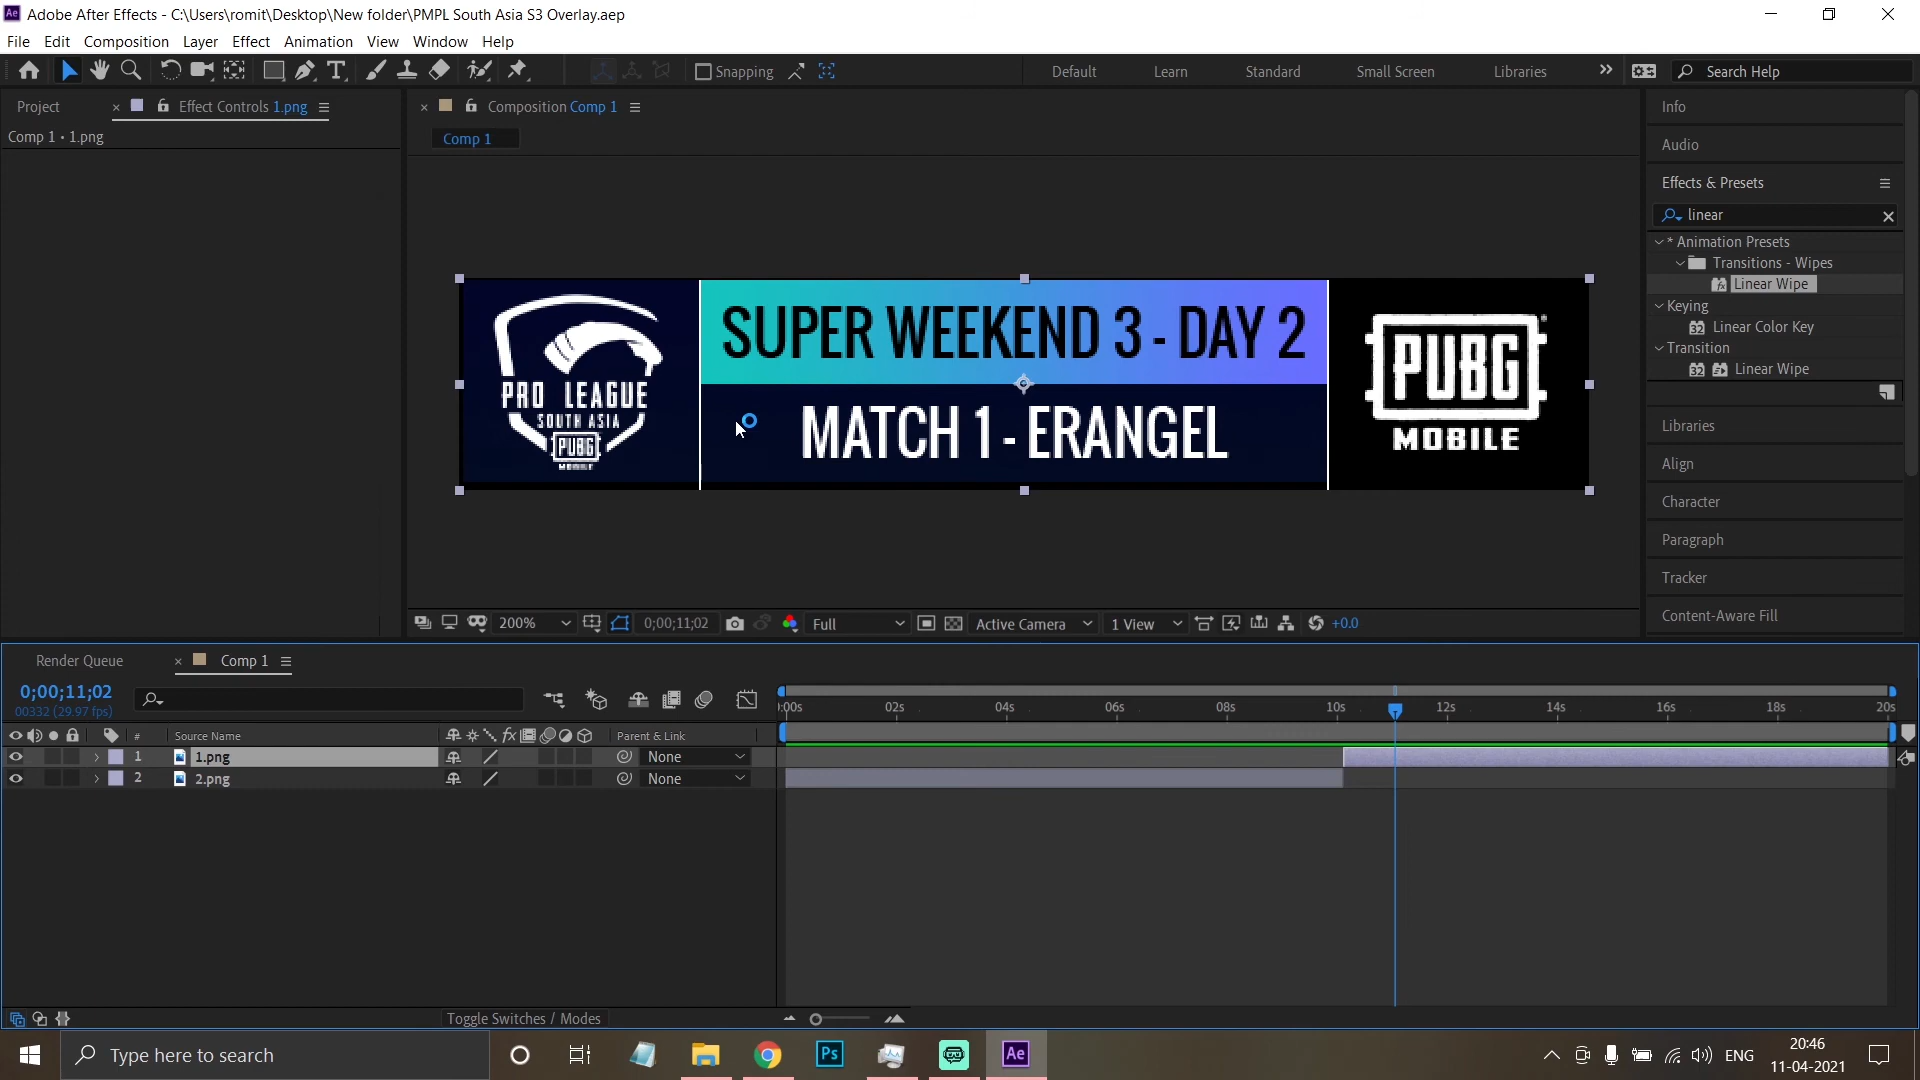 Adobe After Effects - C:\Users\romit\Desktop\New folder\PMPL South Asia S3 Overlay.aep
File Edit Composition Layer Effect Animation View Window Help
Snapping
Default Learn Standard Small Screen Libraries
Search Help
Project Effect Controls 1.png
Comp 1 • 1.png
Composition Comp 1
Comp 1
SUPER WEEKEND 3 - DAY 2
MATCH 1 - ERANGEL
PRO LEAGUE
SOUTH ASIA
PUBG
MOBILE
PUBG
MOBILE
200% 0;00;11;02 Full Active Camera 1 View +0.0
Info
Audio
Effects & Presets
linear
* Animation Presets
Transitions - Wipes
Linear Wipe
Keying
Linear Color Key
Transition
Linear Wipe
Libraries
Align
Character
Paragraph
Tracker
Content-Aware Fill
Render Queue Comp 1
0;00;11;02
00332 (29.97 fps)
):00s 02s 04s 06s 08s 10s 12s 14s 16s 18s 20s
# Source Name fx Parent & Link
1 1.png None
2 2.png None
Toggle Switches / Modes
Type here to search
Ps
Ae
ENG
20:46
11-04-2021